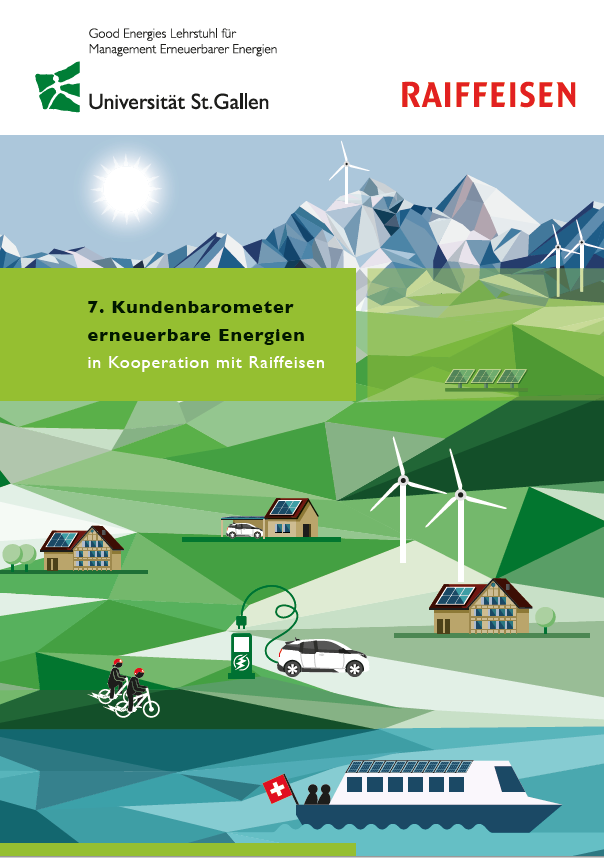 Good Energies Lehrstuhl für
Management Erneuerbarer Energien
Universität St.Gallen
RAIFFEISEN
7. Kundenbarometer
erneuerbare Energien
in Kooperation mit Raiffeisen